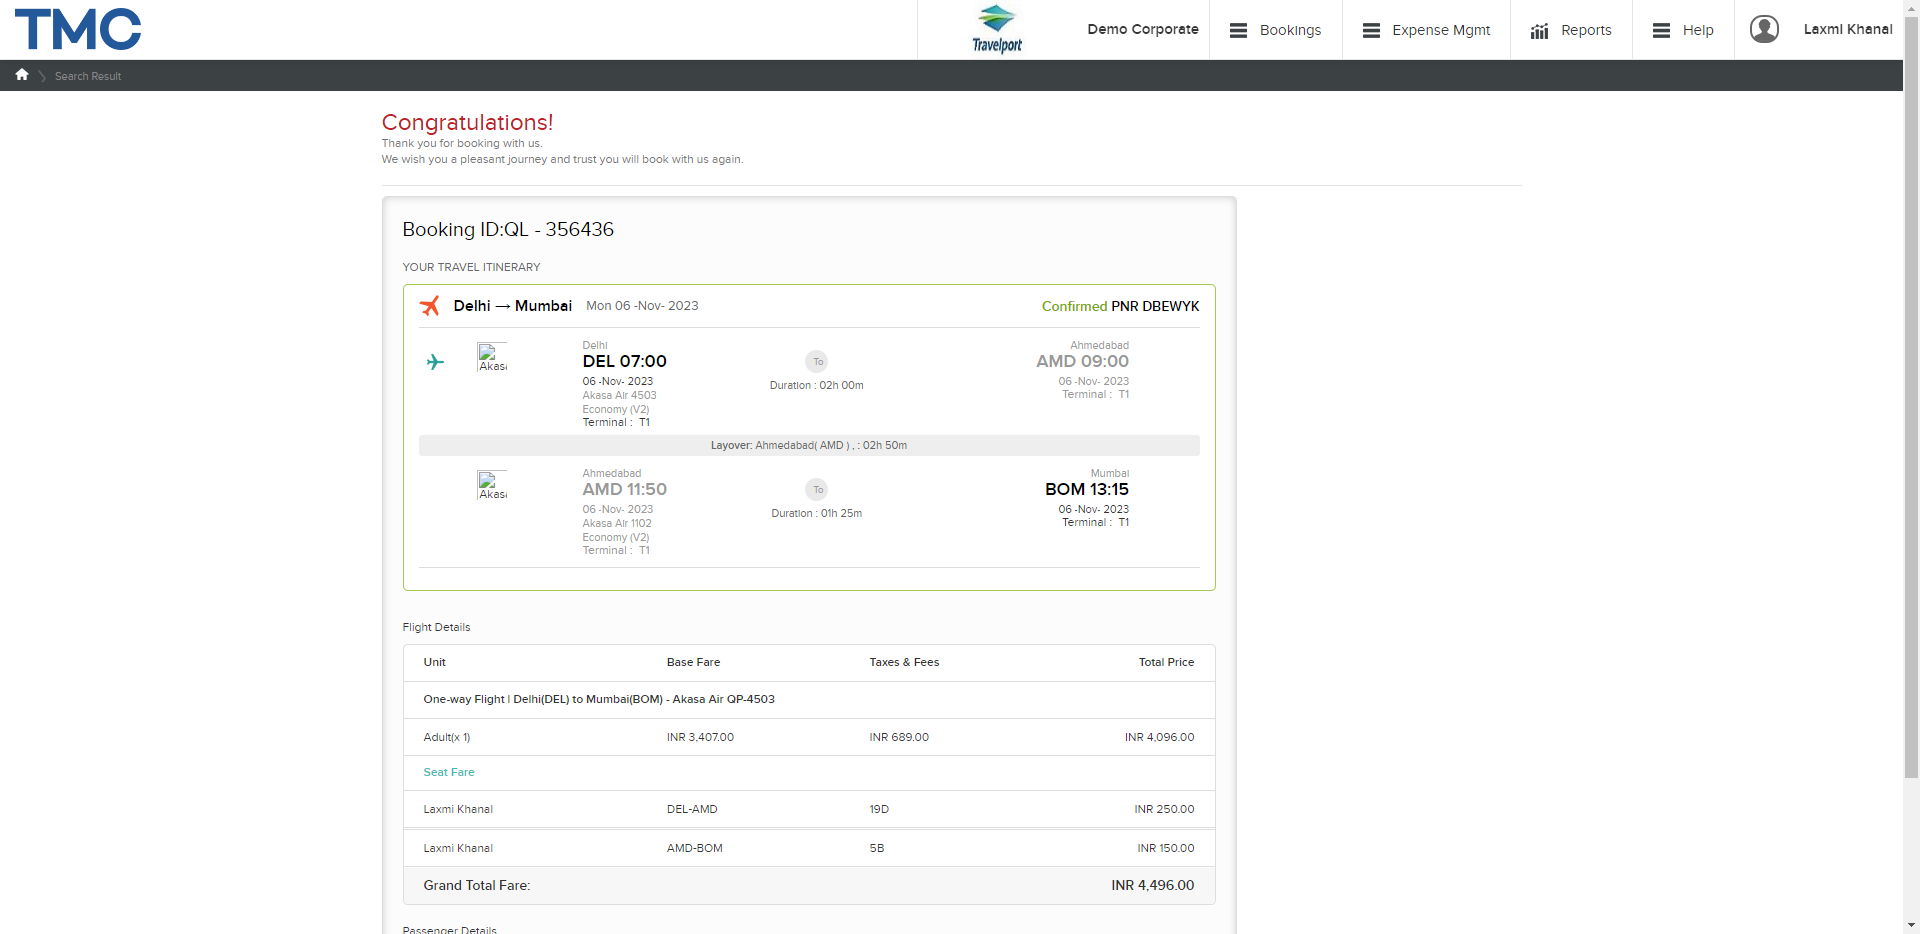 TMC
Travelport
Demo Corporate
Bookings
Expense Mgmt
Reports
Help
Laxmi Khanal
Search Result
Congratulations!
Thank you for booking with us.
We wish you a pleasant journey and trust you will book with us again.
Booking ID:QL - 356436
YOUR TRAVEL ITINERARY
Delhi → Mumbai Mon 06 -Nov- 2023 Confirmed PNR DBEWYK
Akasa
Delhi
DEL 07:00
06 -Nov- 2023
Akasa Air 4503
Economy (V2)
Terminal : T1
To
Duration : 02h 00m
Ahmedabad
AMD 09:00
06 -Nov- 2023
Terminal : T1
Layover: Ahmedabad( AMD ) , : 02h 50m
Akasa
Ahmedabad
AMD 11:50
06 -Nov- 2023
Akasa Air 1102
Economy (V2)
Terminal : T1
To
Duration : 01h 25m
Mumbai
BOM 13:15
06 -Nov- 2023
Terminal : T1
Flight Details
Unit Base Fare Taxes & Fees Total Price
One-way Flight | Delhi(DEL) to Mumbai(BOM) - Akasa Air QP-4503
Adult(x 1) INR 3,407.00 INR 689.00 INR 4,096.00
Seat Fare
Laxmi Khanal DEL-AMD 19D INR 250.00
Laxmi Khanal AMD-BOM 5B INR 150.00
Grand Total Fare: INR 4,496.00
Passenger Details